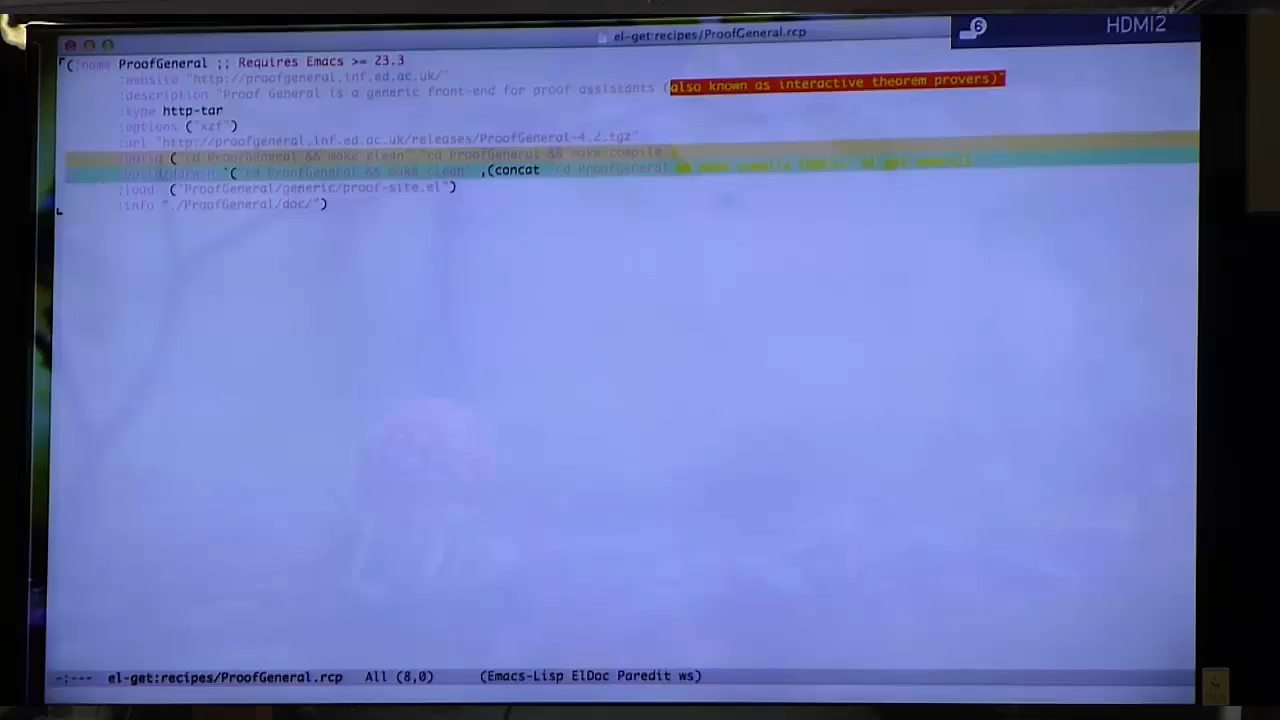 el-get:recipes/ProofGeneral.rcp
6
HDMI2
(:name ProofGeneral ;; Requires Emacs >= 23.3
:website "http://proofgeneral.inf.ed.ac.uk/"
:description "Proof General is a generic front-end for proof assistants (also known as interactive theorem provers)"
:type http-tar
:options ("xzf")
:url "http://proofgeneral.inf.ed.ac.uk/releases/ProofGeneral-4.2.tgz"
:build ("cd ProofGeneral && make clean" "cd ProofGeneral && make compile
:build/darwin `("cd ProofGeneral && make clean" ,(concat "cd ProofGeneral && make compile
:load ("ProofGeneral/generic/proof-site.el")
:info "./ProofGeneral/doc/")
-:--- el-get:recipes/ProofGeneral.rcp All (8,0) (Emacs-Lisp ElDoc Paredit ws)